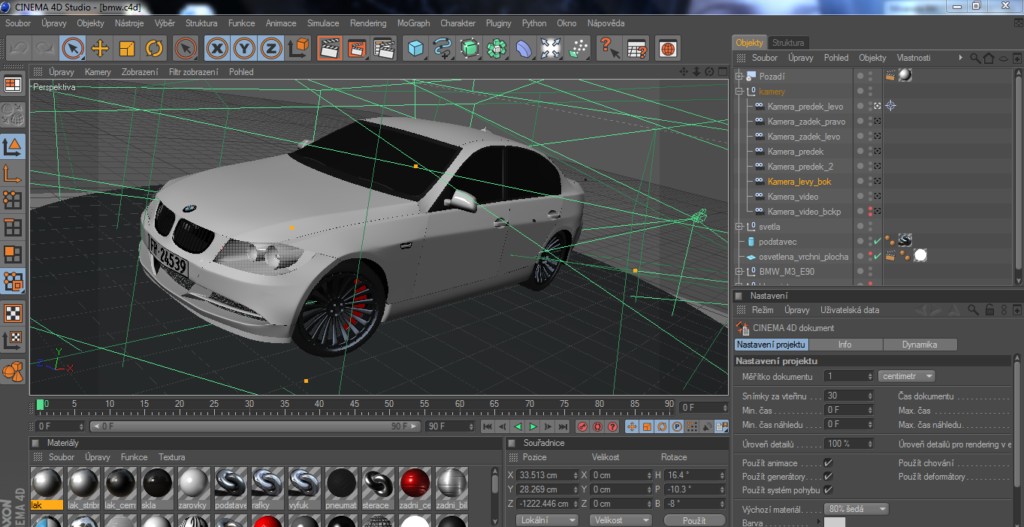 CINEMA 4D Studio - [bmw.c4d]
Soubor Úpravy Objekty Nástroje Výběr Struktura Funkce Animace Simulace Rendering MoGraph Charakter Pluginy Python Okno Nápověda
Objekty Struktura
Úpravy Kamery Zobrazení Filtr zobrazení Pohled
Soubor Úpravy Pohled Objekty Vlastnosti
Perspektiva
Pozadí
kamery
Kamera_predek_levo
Kamera_zadek_pravo
Kamera_zadek_levo
Kamera_predek
Kamera_predek_2
Kamera_levy_bok
Kamera_video
Kamera_video_bckp
svetla
podstavec
osvetlena_vrchni_plocha
BMW_M3_E90
24539
Y
X
Nastavení
Režim Úpravy Uživatelská data
CINEMA 4D dokument
Nastavení projektu Info Dynamika
Nastavení projektu
Měřítko dokumentu 1 centimetr
Snímky za vteřinu 30 Čas dokumentu
Min. čas 0 F Max. čas
Min. čas náhledu 0 F Max. čas náhledu
Úroveň detailů 100 % Úroveň detailů pro rendering v e
Použít animace Použít chování
Použít generátory Použít deformátory
Použít systém pohybu
Výchozí materál 80% šedá
Barva
0 5 10 15 20 25 30 35 40 45 50 55 60 65 70 75 80 85 90 0 F
0 F 0 F 90 F 90 F
Materiály
Soubor Úpravy Funkce Textura
lak lak_stribi lak_cern skla zarovky podstave rafky vyfuk pneumat sterace zadni_ce zadni_bil
Souřadnice
Pozice Velikost Rotace
X 33.513 cm X 0 cm H 16.4°
Y 28.269 cm Y 0 cm P -10.3°
Z -1222.446 cm Z 0 cm B -8°
Lokální Velikost Použít